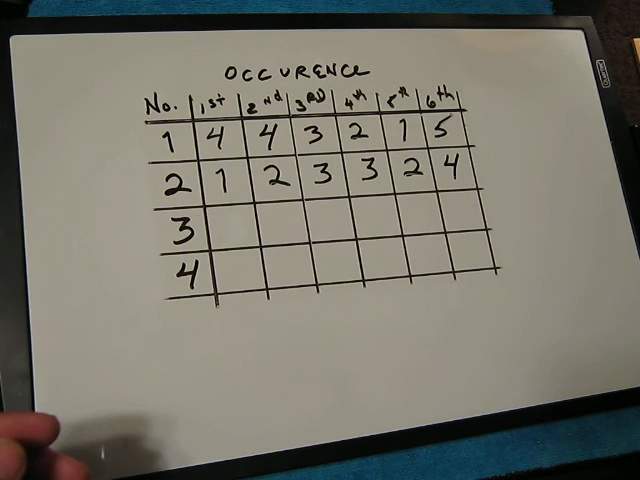 OCCURENCE
No. 1st 2nd 3RD 4th 5th 6th
1 4 4 3 2 1 5
2 1 2 3 3 2 4
3
4
Quartet